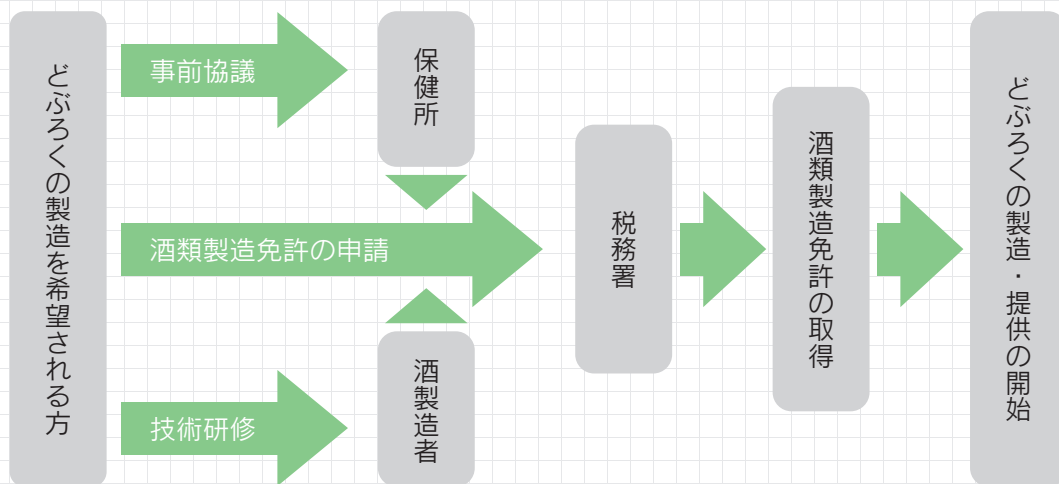 どぶろくの製造を希望される方
事前協議
保健所
酒類製造免許の申請
技術研修
酒製造者
税務署
酒類製造免許の取得
どぶろくの製造・提供の開始